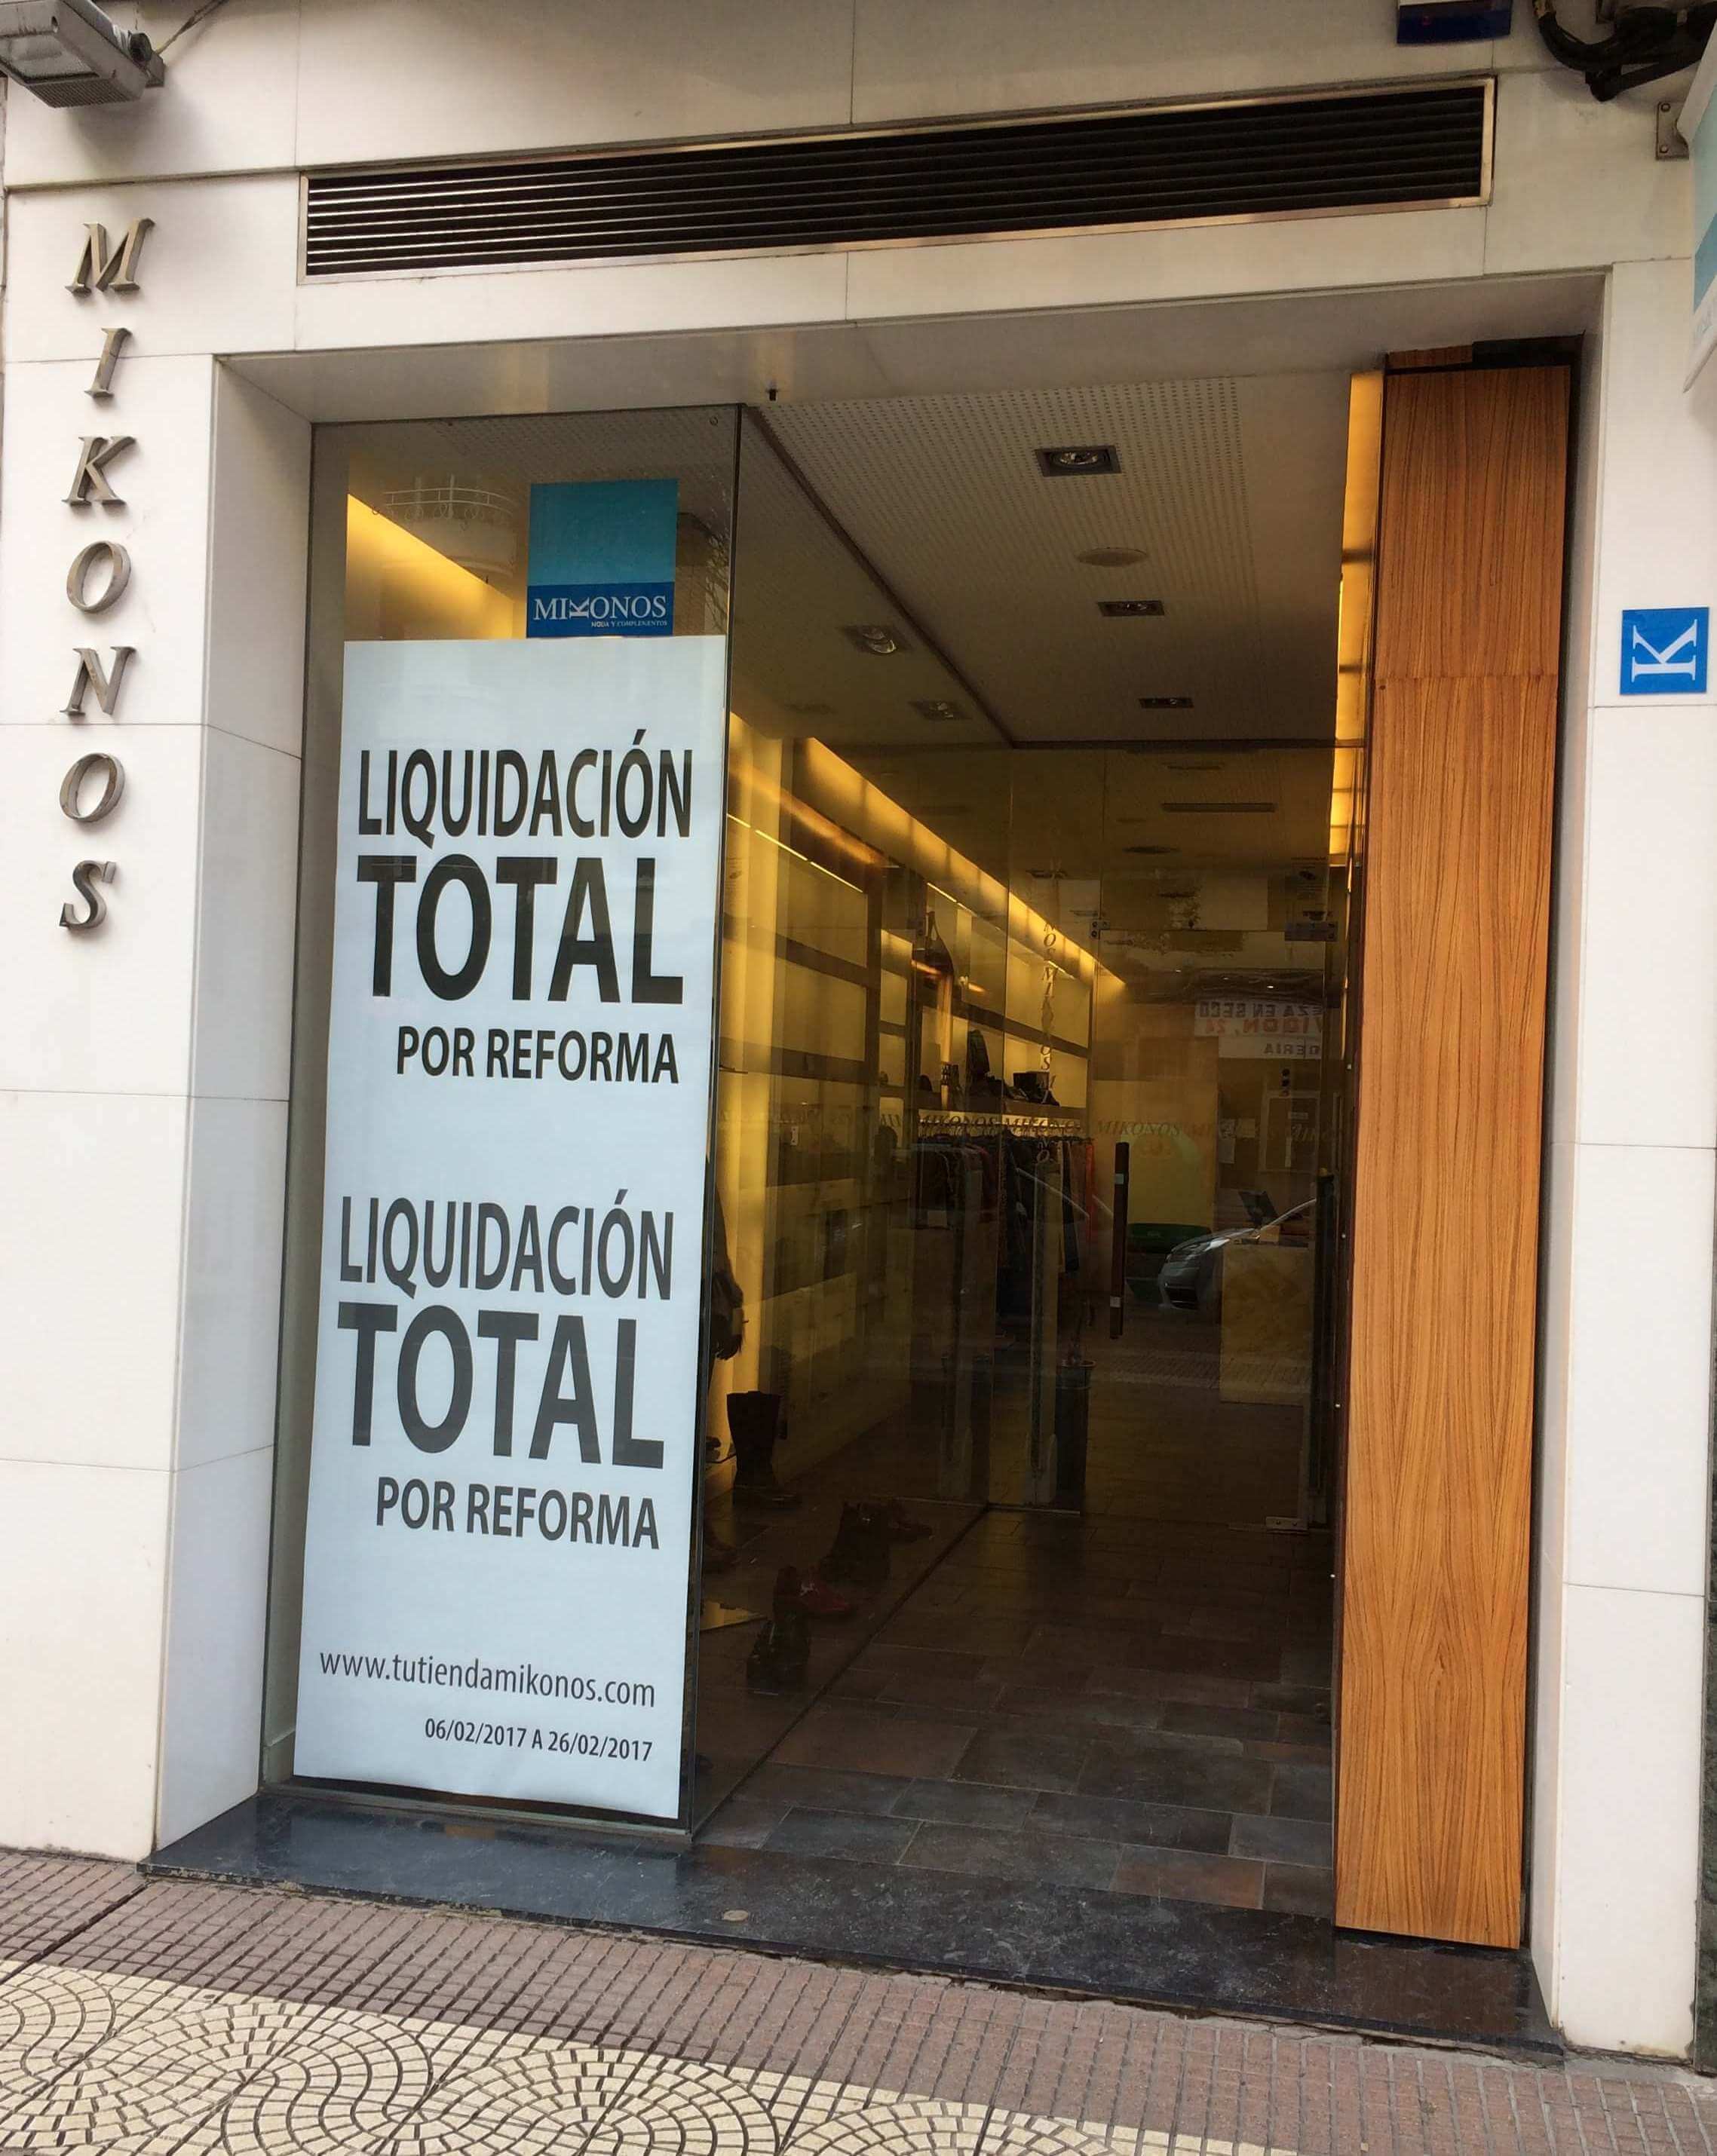 MIKONOS
MIKONOS
MODA Y COMPLEMENTOS
K
LIQUIDACIÓN
TOTAL
POR REFORMA
LIQUIDACIÓN
TOTAL
POR REFORMA
www.tutiendamikonos.com
06/02/2017 A 26/02/2017
MIKONOS